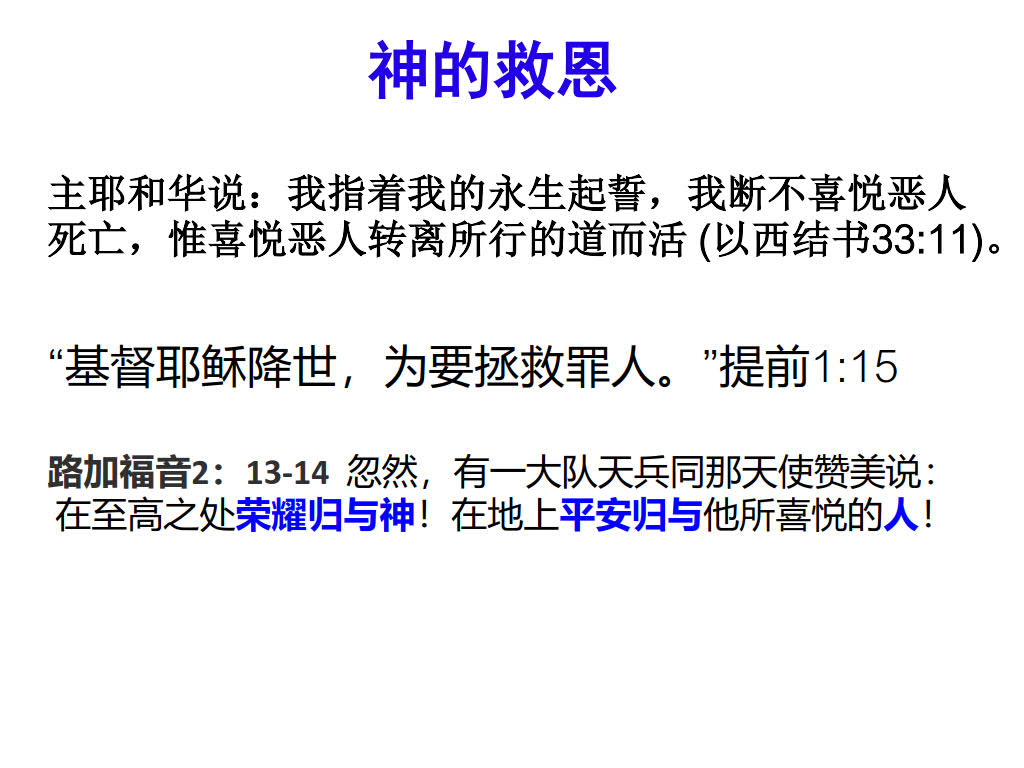 神的救恩
主耶和华说：我指着我的永生起誓，我断不喜悦恶人
死亡，惟喜悦恶人转离所行的道而活 (以西结书33:11)。
“基督耶稣降世，为要拯救罪人。”提前1:15
路加福音2：13-14 忽然，有一大队天兵同那天使赞美说：
在至高之处荣耀归与神！在地上平安归与他所喜悦的人！